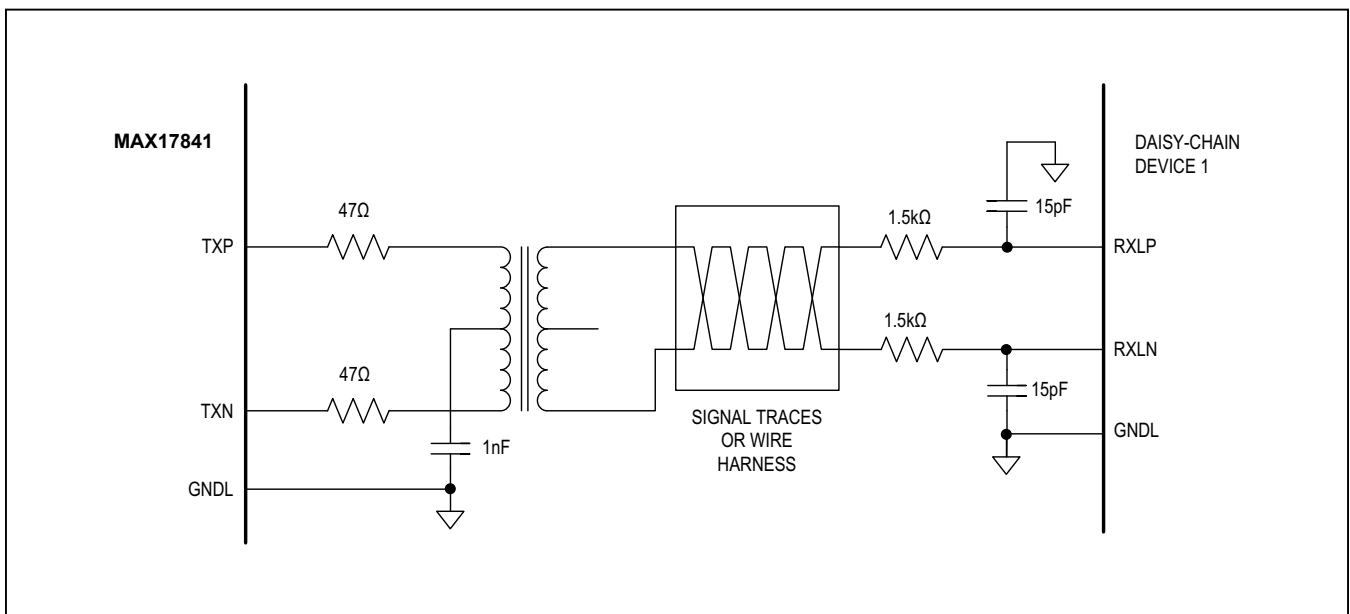 MAX17841
DAISY-CHAIN
DEVICE 1
47Ω
1.5kΩ
15pF
TXP
RXLP
1.5kΩ
RXLN
47Ω
15pF
TXN
SIGNAL TRACES
OR WIRE
HARNESS
GNDL
1nF
GNDL